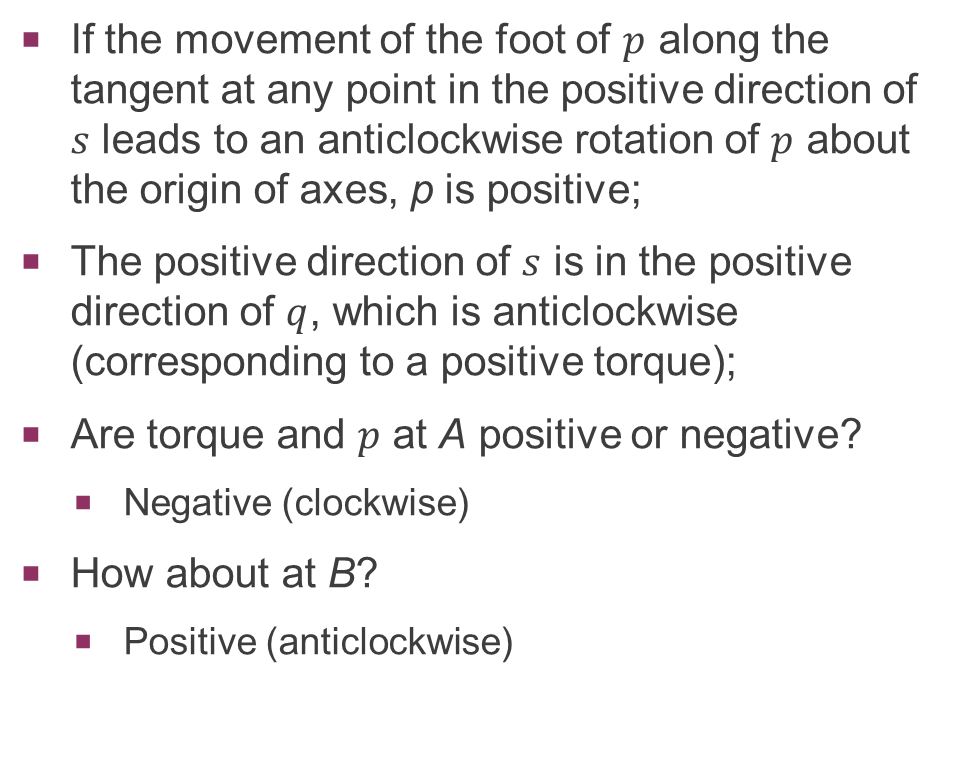 ▪ If the movement of the foot of 𝑝 along the
tangent at any point in the positive direction of
𝑠 leads to an anticlockwise rotation of 𝑝 about
the origin of axes, p is positive;
▪ The positive direction of 𝑠 is in the positive
direction of 𝑞, which is anticlockwise
(corresponding to a positive torque);
▪ Are torque and 𝑝 at A positive or negative?
▪ Negative (clockwise)
▪ How about at B?
▪ Positive (anticlockwise)